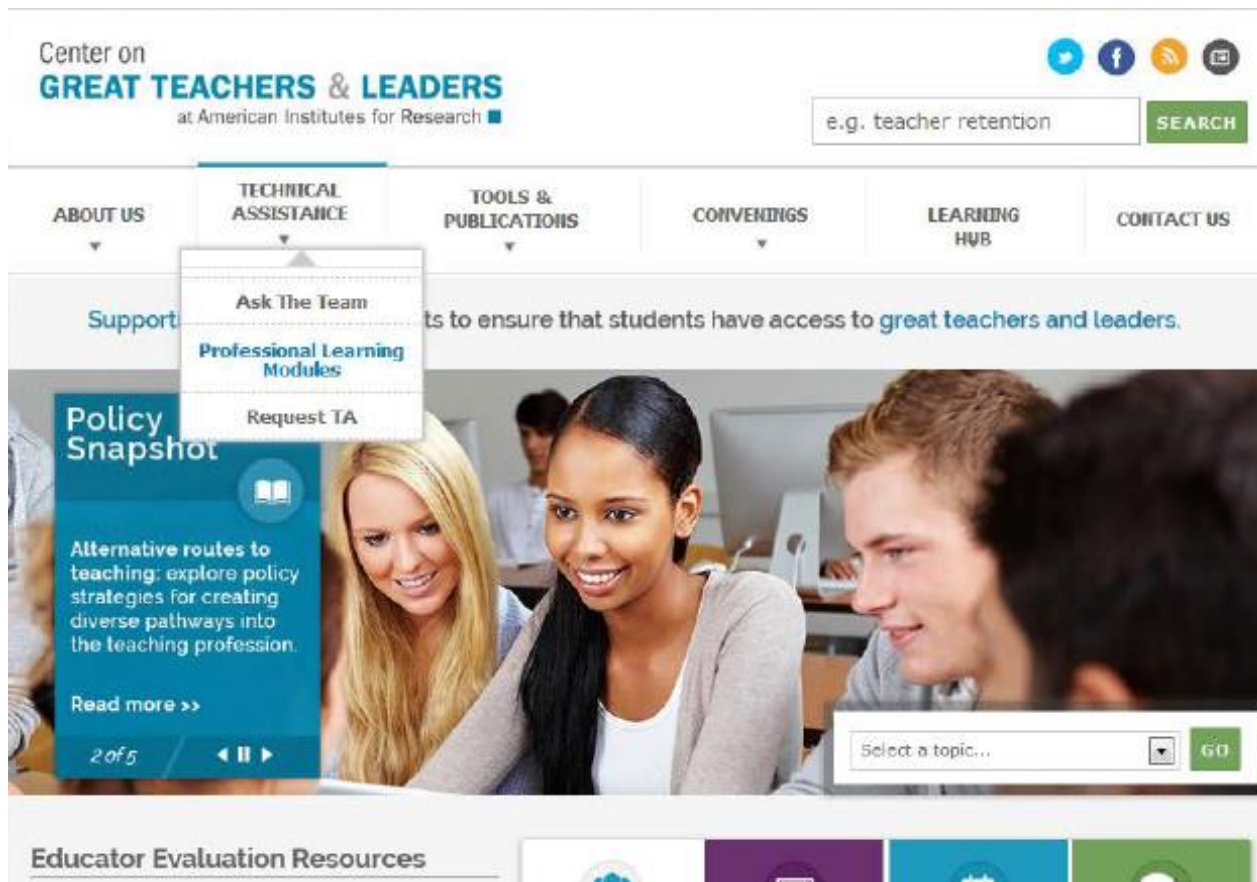 Center on
GREAT TEACHERS & LEADERS
at American Institutes for Research
e.g. teacher retention
SEARCH
ABOUT US
TECHNICAL
ASSISTANCE
TOOLS &
PUBLICATIONS
CONVENINGS
LEARNING
HUB
CONTACT US
Ask The Team
Professional Learning
Modules
Request TA
Supporti ts to ensure that students have access to great teachers and leaders.
Policy
Snapshot
Alternative routes to
teaching: explore policy
strategies for creating
diverse pathways into
the teaching profession.
Read more >>
2 of 5
Select a topic...
GO
Educator Evaluation Resources